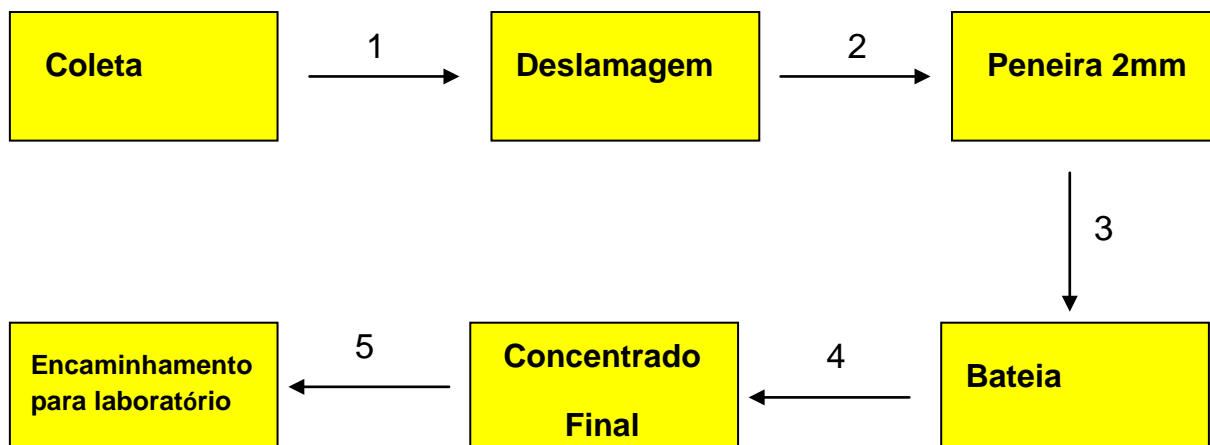 Coleta
1
Deslamagem
2
Peneira 2mm
3
Bateia
4
Concentrado
Final
5
Encaminhamento
para laboratório